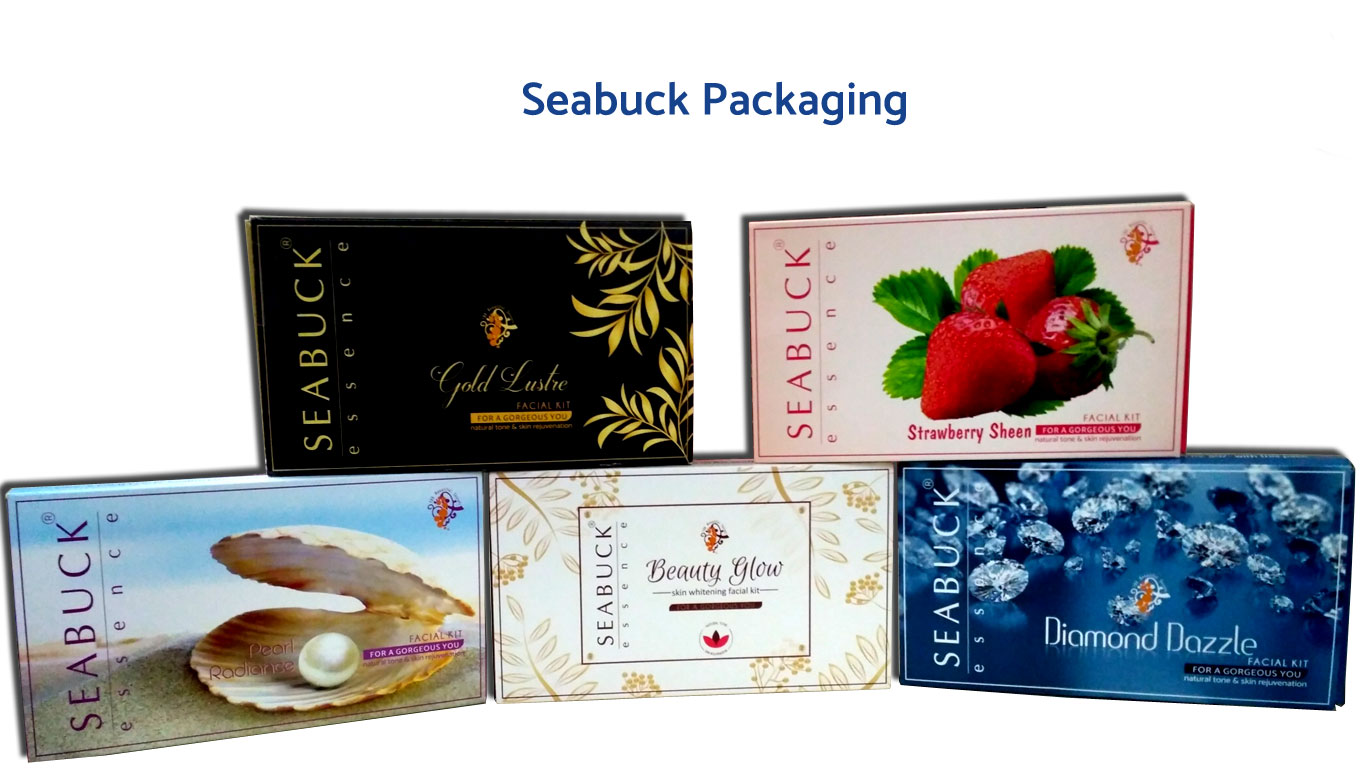 Seabuck Packaging
SEABUCK®
essence
Gold Lustre
FACIAL KIT
FOR A GORGEOUS YOU
natural tone & skin rejuvenation
SEABUCK®
essence
Strawberry Sheen
FACIAL KIT
FOR A GORGEOUS YOU
natural tone & skin rejuvenation
SEABUCK®
essence
Pearl
Radiance
FACIAL KIT
FOR A GORGEOUS YOU
natural tone & skin rejuvenation
SEABUCK®
essence
Beauty Glow
skin whitening facial kit
FOR A GORGEOUS YOU
SEABUCK®
essence
Diamond Dazzle
FACIAL KIT
FOR A GORGEOUS YOU
natural tone & skin rejuvenation